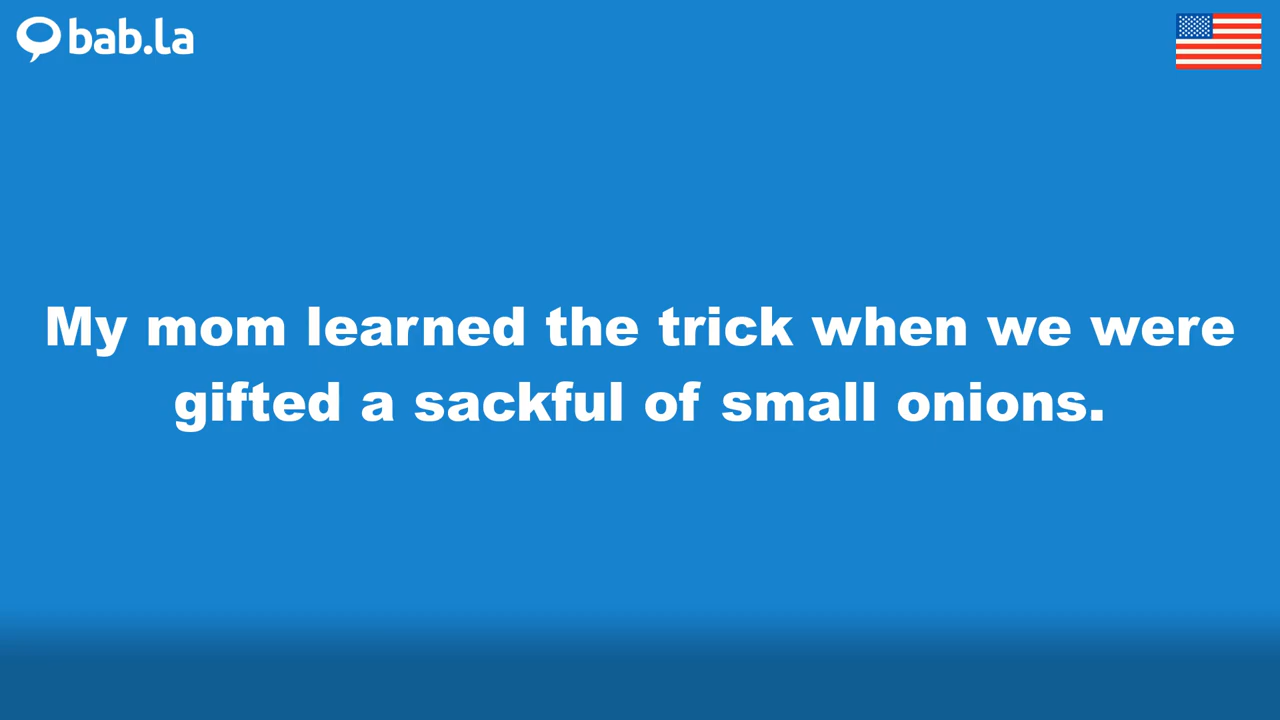 bab.la
My mom learned the trick when we were
gifted a sackful of small onions.